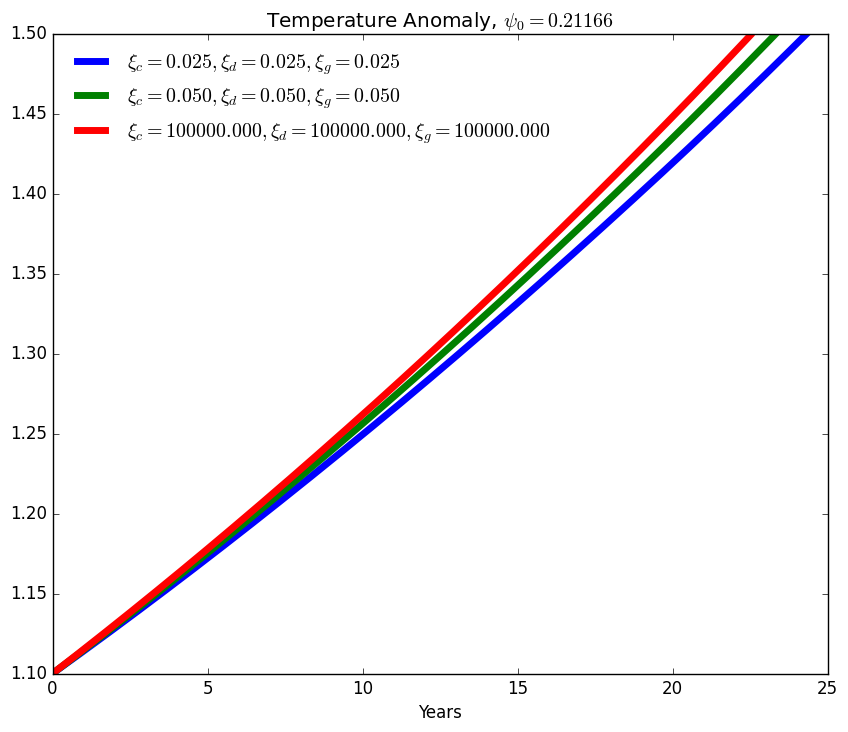 Temperature Anomaly, ψ₀ = 0.21166
1.50
ξ_c = 0.025, ξ_d = 0.025, ξ_g = 0.025
ξ_c = 0.050, ξ_d = 0.050, ξ_g = 0.050
1.45
ξ_c = 100000.000, ξ_d = 100000.000, ξ_g = 100000.000
1.40
1.35
1.30
1.25
1.20
1.15
1.10
0 5 10 15 20 25
Years